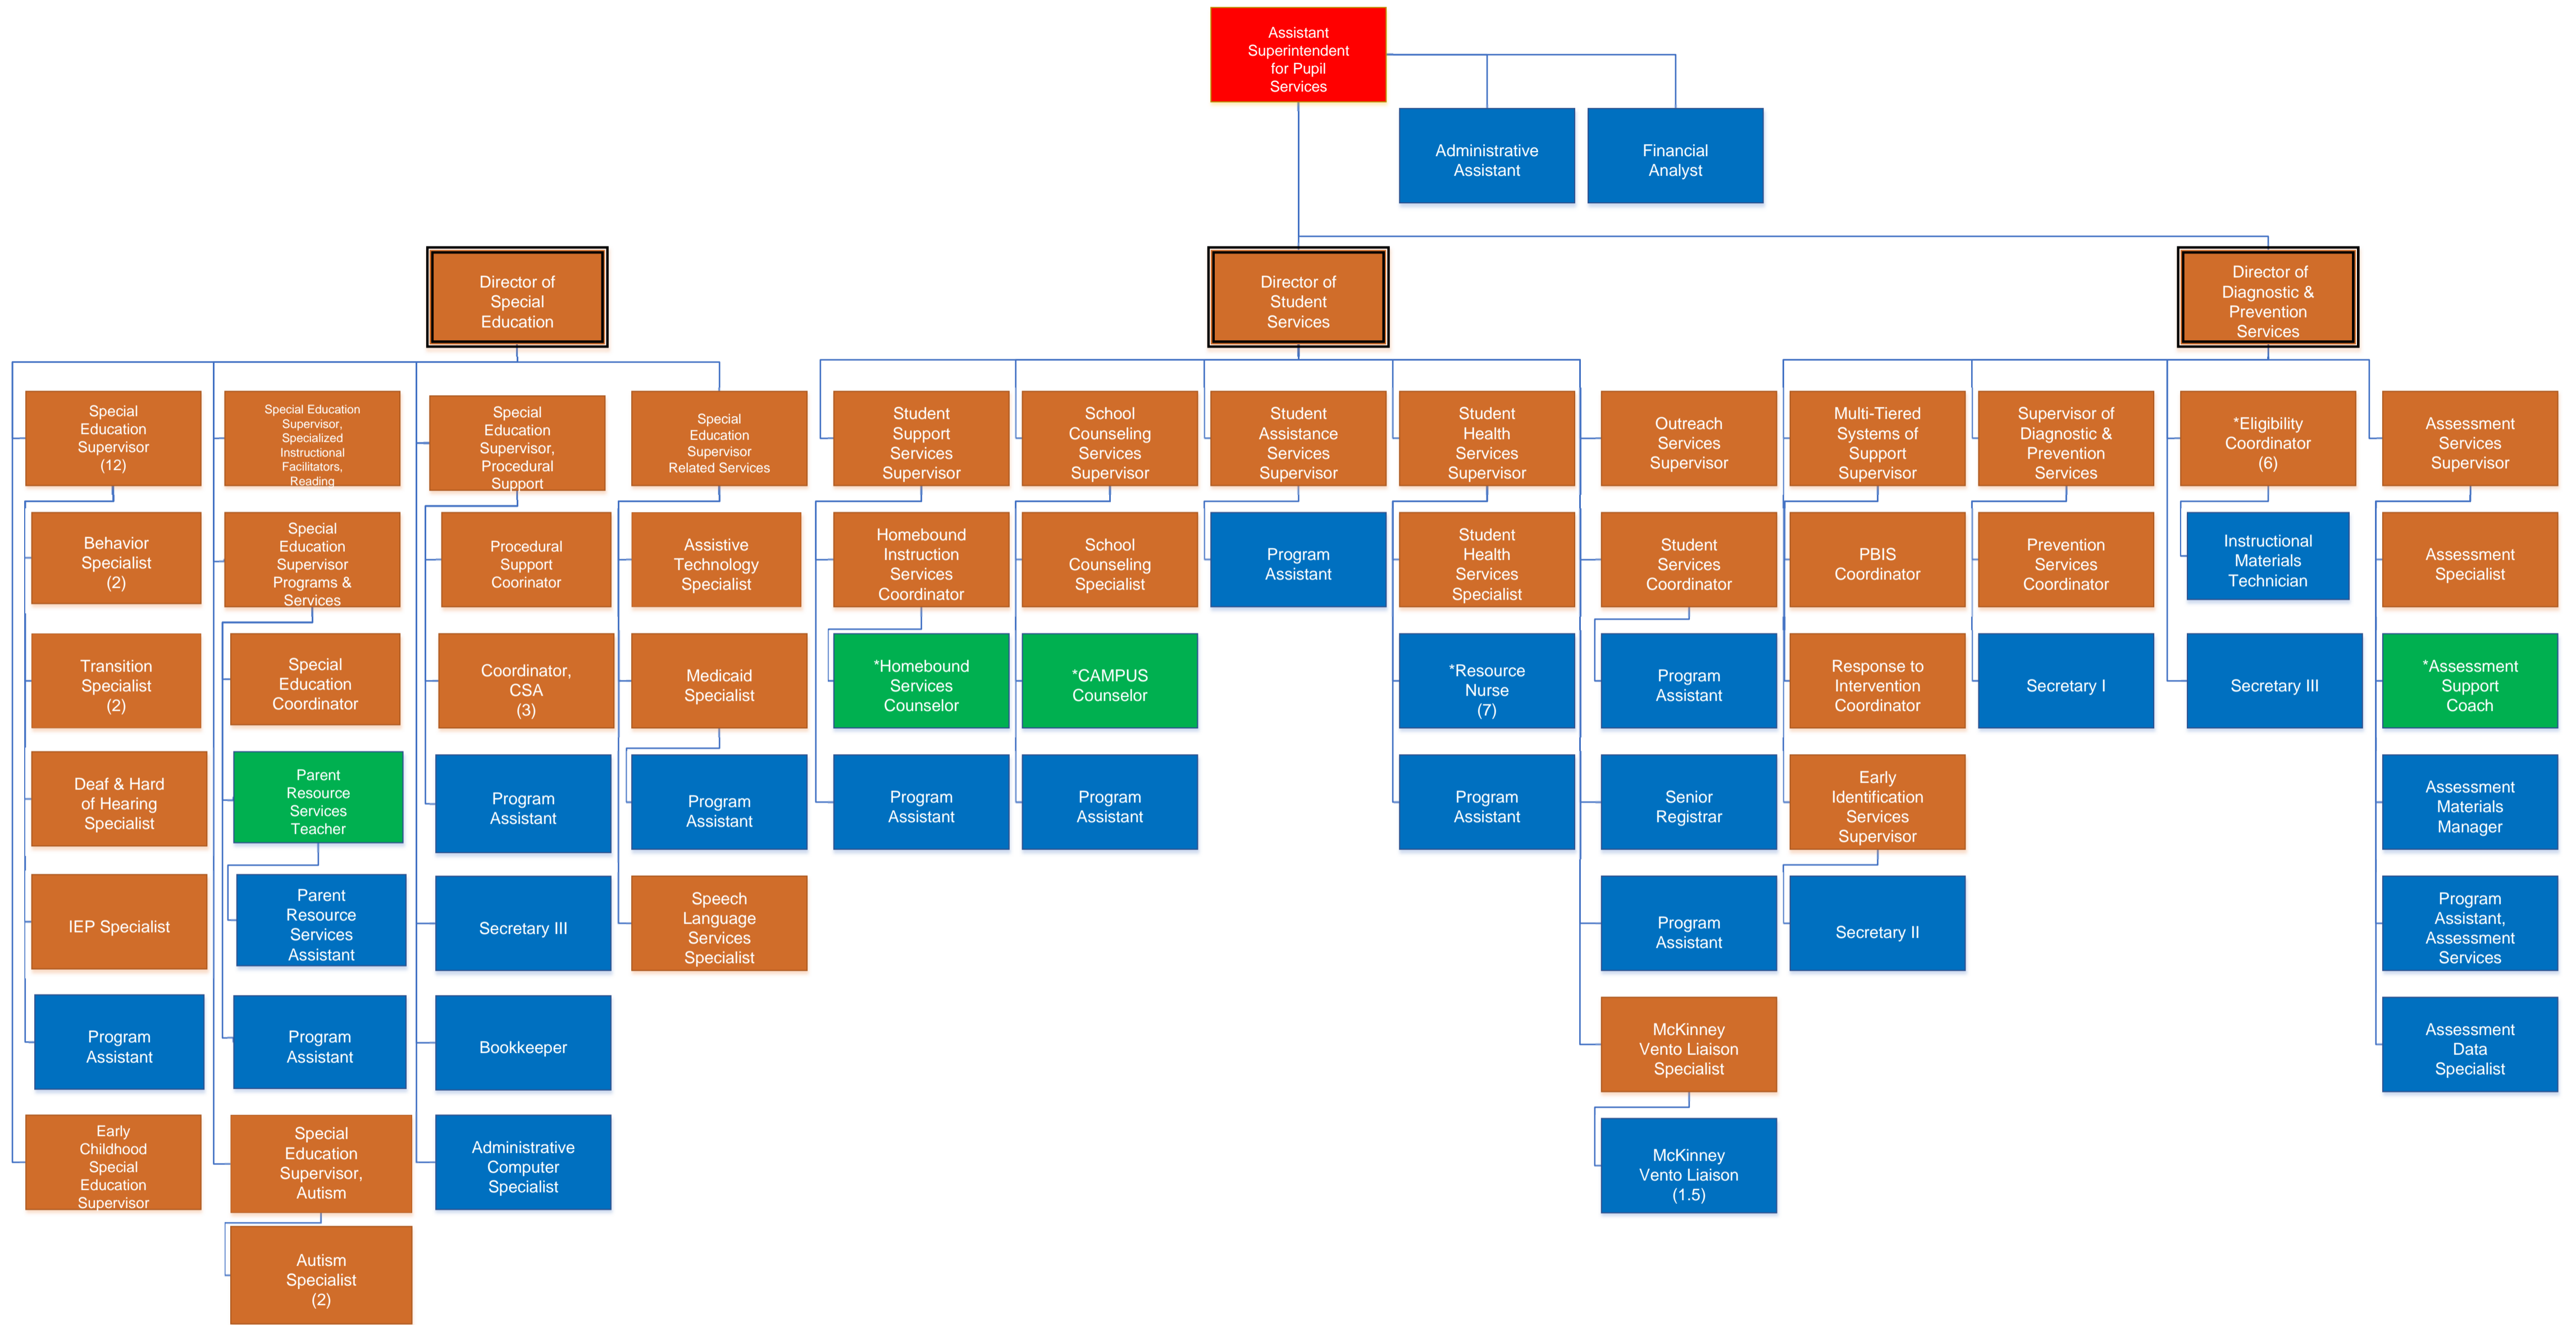 Assistant
Superintendent
for Pupil
Services
Administrative
Assistant
Financial
Analyst
Director of
Special
Education
Director of
Student
Services
Director of
Diagnostic &
Prevention
Services
Special
Education
Supervisor
(12)
Special Education
Supervisor,
Specialized
Instructional
Facilitators,
Reading
Special
Education
Supervisor,
Procedural
Support
Special
Education
Supervisor
Related Services
Student
Support
Services
Supervisor
School
Counseling
Services
Supervisor
Student
Assistance
Services
Supervisor
Student
Health
Services
Supervisor
Outreach
Services
Supervisor
Multi-Tiered
Systems of
Support
Supervisor
Supervisor of
Diagnostic &
Prevention
Services
*Eligibility
Coordinator
(6)
Assessment
Services
Supervisor
Behavior
Specialist
(2)
Special
Education
Supervisor
Programs &
Services
Procedural
Support
Coorinator
Assistive
Technology
Specialist
Homebound
Instruction
Services
Coordinator
School
Counseling
Specialist
Program
Assistant
Student
Health
Services
Specialist
Student
Services
Coordinator
PBIS
Coordinator
Prevention
Services
Coordinator
Instructional
Materials
Technician
Assessment
Specialist
Transition
Specialist
(2)
Special
Education
Coordinator
Coordinator,
CSA
(3)
Medicaid
Specialist
*Homebound
Services
Counselor
*CAMPUS
Counselor
*Resource
Nurse
(7)
Program
Assistant
Response to
Intervention
Coordinator
Secretary I
Secretary III
*Assessment
Support
Coach
Deaf & Hard
of Hearing
Specialist
Parent
Resource
Services
Teacher
Program
Assistant
Program
Assistant
Program
Assistant
Program
Assistant
Program
Assistant
Senior
Registrar
Early
Identification
Services
Supervisor
Assessment
Materials
Manager
IEP Specialist
Parent
Resource
Services
Assistant
Secretary III
Speech
Language
Services
Specialist
Program
Assistant
Secretary II
Program
Assistant,
Assessment
Services
Program
Assistant
Program
Assistant
Bookkeeper
McKinney
Vento Liaison
Specialist
Assessment
Data
Specialist
Early
Childhood
Special
Education
Supervisor
Special
Education
Supervisor,
Autism
Administrative
Computer
Specialist
McKinney
Vento Liaison
(1.5)
Autism
Specialist
(2)